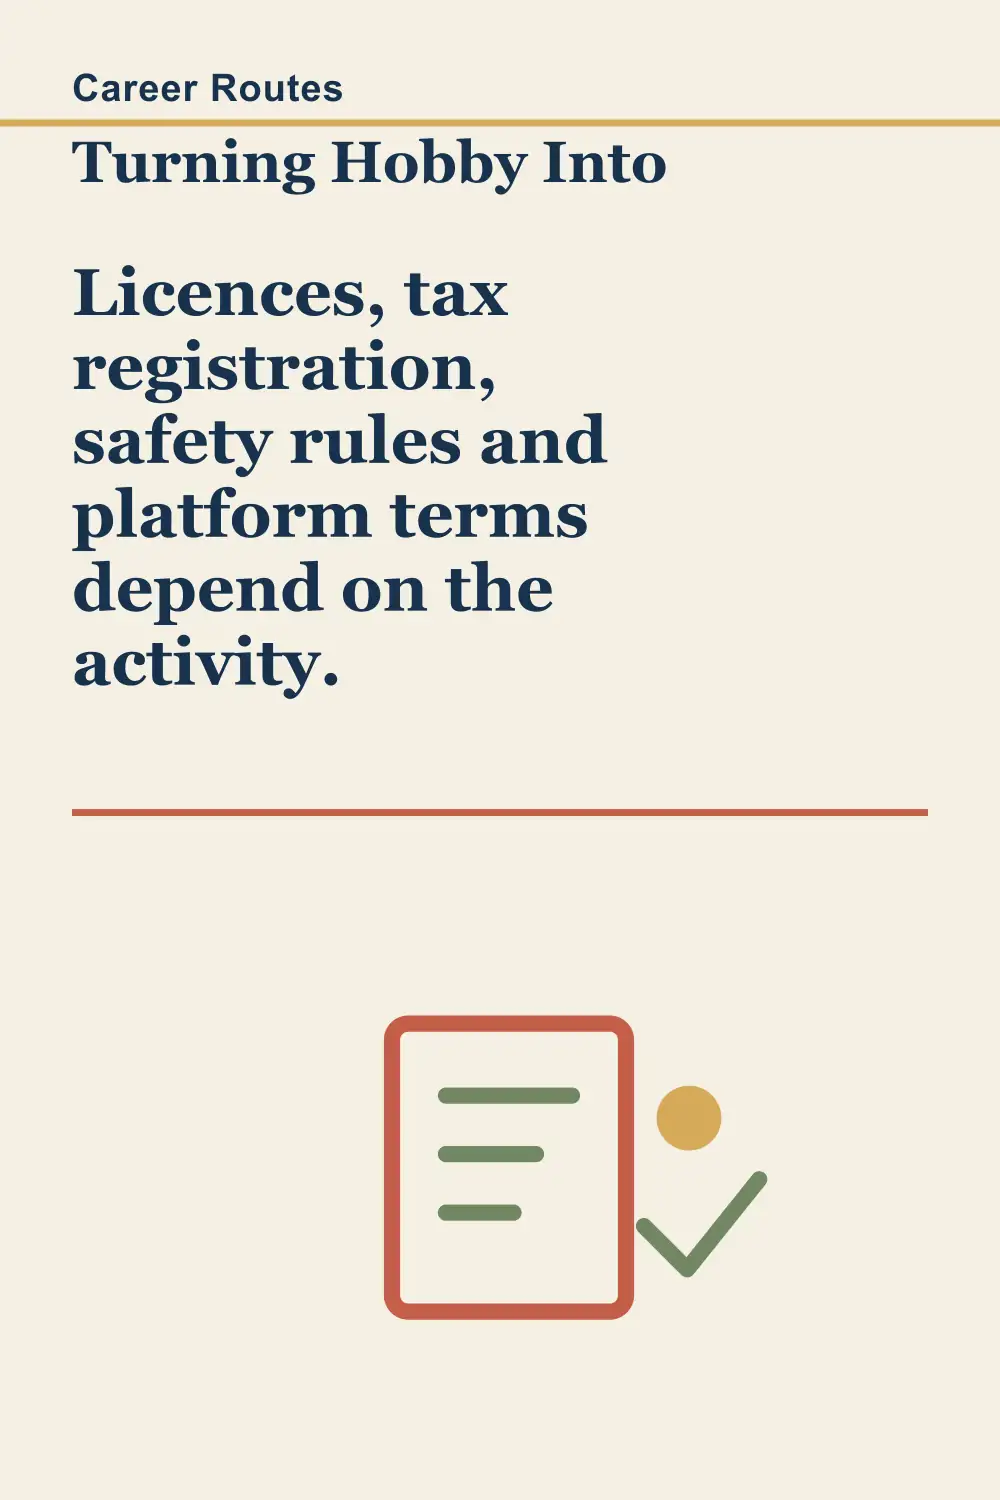 Career Routes
Turning Hobby Into
Licences, tax
registration,
safety rules and
platform terms
depend on the
activity.